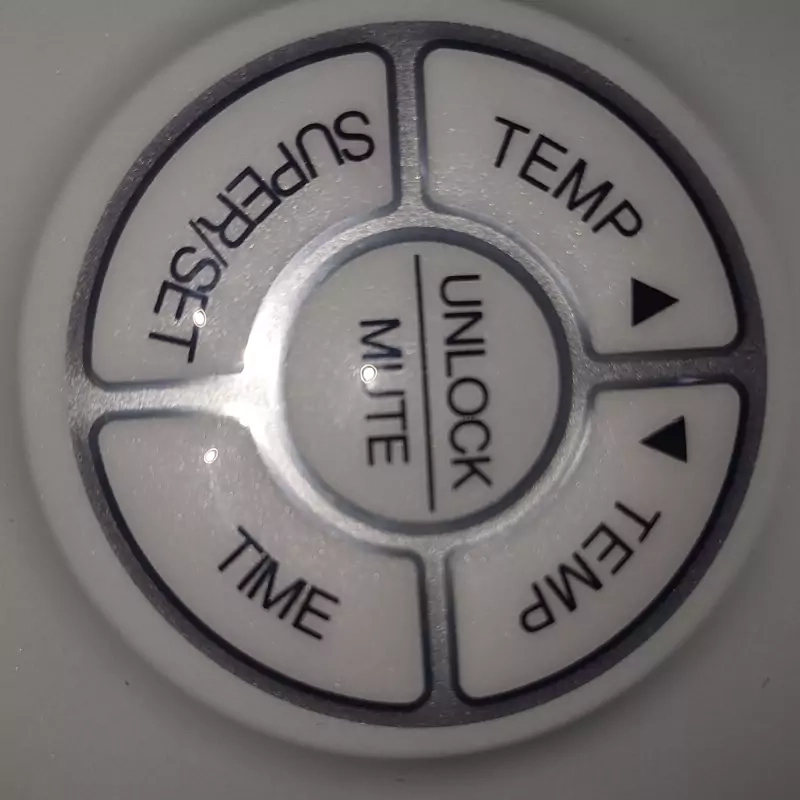 SUPER/SET
TEMP ▲
UNLOCK
MUTE
TEMP ▼
TIME